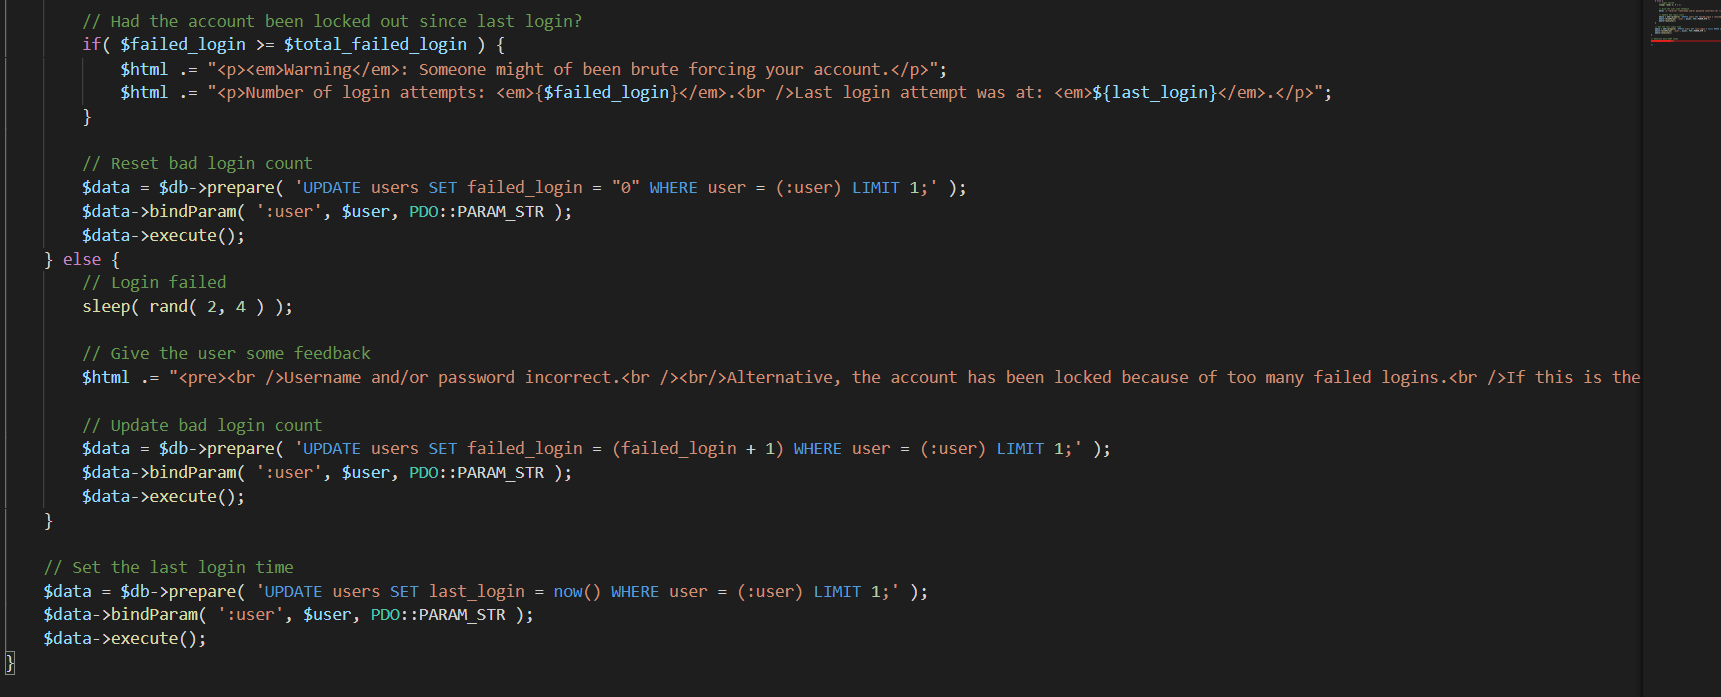 // Had the account been locked out since last login?
if( $failed_login >= $total_failed_login ) {
$html .= "<p><em>Warning</em>: Someone might of been brute forcing your account.</p>";
$html .= "<p>Number of login attempts: <em>{$failed_login}</em>.<br />Last login attempt was at: <em>${last_login}</em>.</p>";
}
// Reset bad login count
$data = $db->prepare( 'UPDATE users SET failed_login = "0" WHERE user = (:user) LIMIT 1;' );
$data->bindParam( ':user', $user, PDO::PARAM_STR );
$data->execute();
} else {
// Login failed
sleep( rand( 2, 4 ) );
// Give the user some feedback
$html .= "<pre><br />Username and/or password incorrect.<br /><br/>Alternative, the account has been locked because of too many failed logins.<br />If this is the
// Update bad login count
$data = $db->prepare( 'UPDATE users SET failed_login = (failed_login + 1) WHERE user = (:user) LIMIT 1;' );
$data->bindParam( ':user', $user, PDO::PARAM_STR );
$data->execute();
}
// Set the last login time
$data = $db->prepare( 'UPDATE users SET last_login = now() WHERE user = (:user) LIMIT 1;' );
$data->bindParam( ':user', $user, PDO::PARAM_STR );
$data->execute();
}